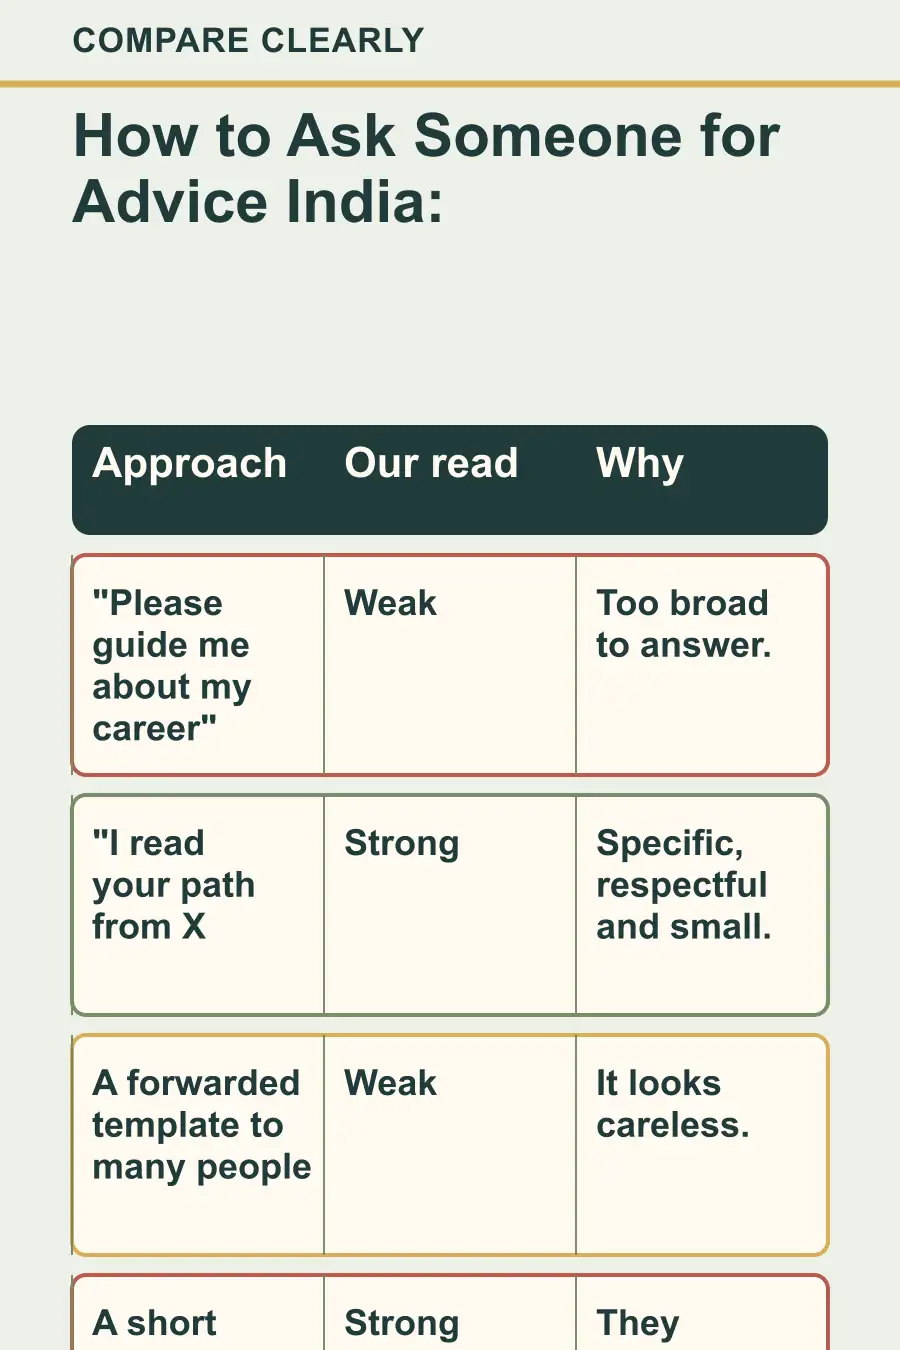 COMPARE CLEARLY
How to Ask Someone for
Advice India:
Approach Our read Why
"Please
guide me
about my
career"
Weak
Too broad
to answer.
"I read
your path
from X
Strong
Specific,
respectful
and small.
A forwarded
template to
many people
Weak
It looks
careless.
A short
Strong
They